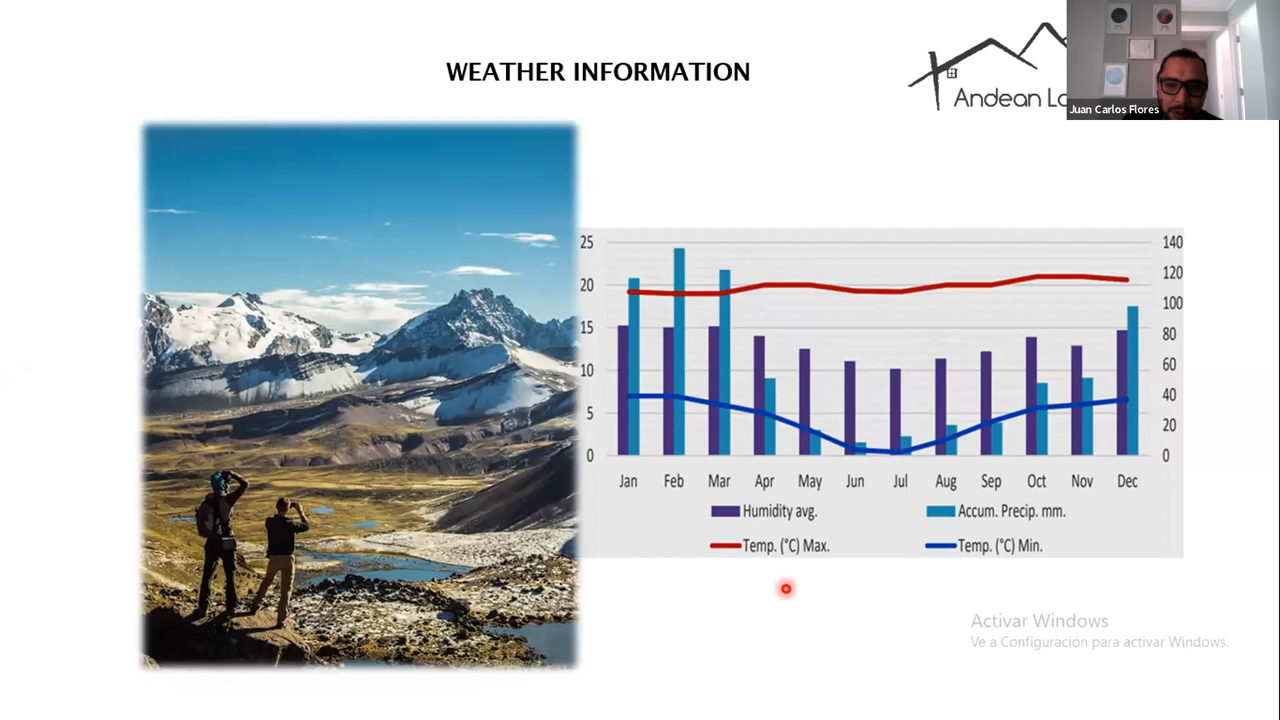 WEATHER INFORMATION
Andean
Juan Carlos Flores
25
20
15
10
5
0
140
120
100
80
60
40
20
0
Jan Feb Mar Apr May Jun Jul Aug Sep Oct Nov Dec
Humidity avg. Accum. Precip. mm.
Temp. (°C) Max. Temp. (°C) Min.
Activar Windows
Ve a Configuración para activar Windows.